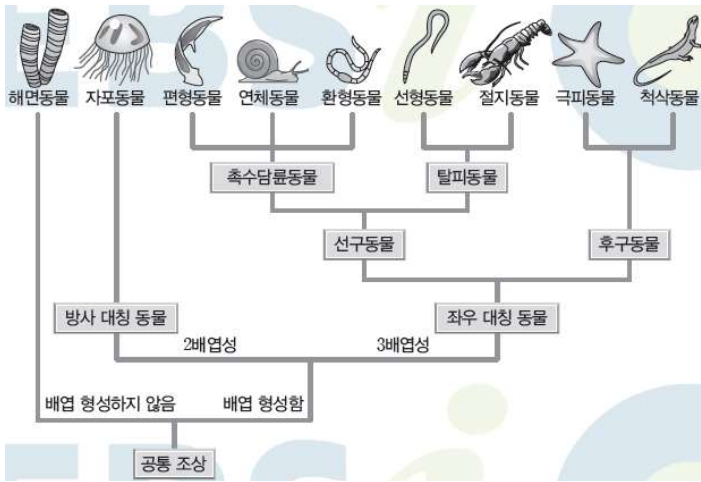 해면동물 자포동물 편형동물 연체동물 환형동물 선형동물 절지동물 극피동물 척삭동물
촉수담륜동물 탈피동물
선구동물 후구동물
방사 대칭 동물 좌우 대칭 동물
2배엽성 3배엽성
배엽 형성하지 않음 배엽 형성함
공통 조상
EBSi
EBSi